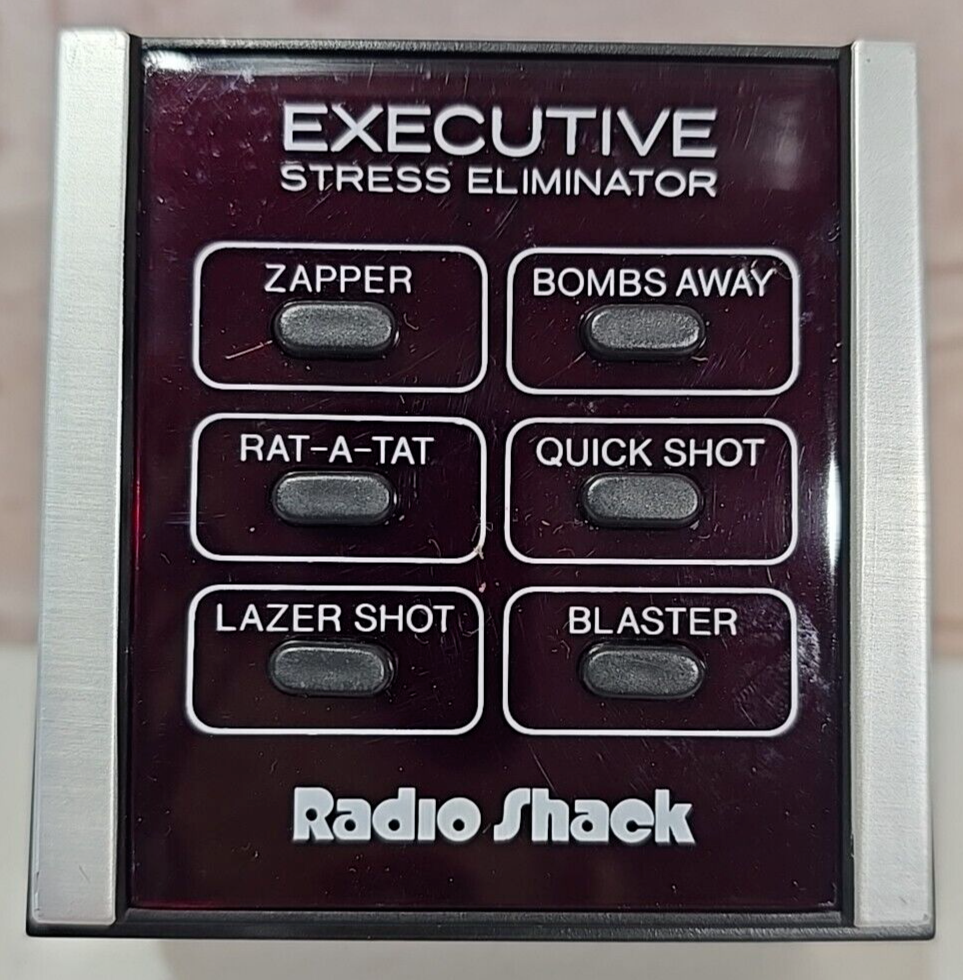 EXECUTIVE
STRESS ELIMINATOR
ZAPPER
BOMBS AWAY
RAT-A-TAT
QUICK SHOT
LAZER SHOT
BLASTER
Radio Shack